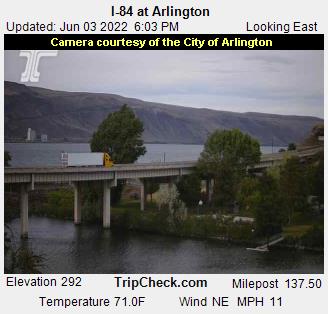 I-84 at Arlington
Updated: Jun 03 2022 6:03 PM Looking East
Camera courtesy of the City of Arlington
Elevation 292 TripCheck.com Milepost 137.50
Temperature 71.0F Wind NE MPH 11